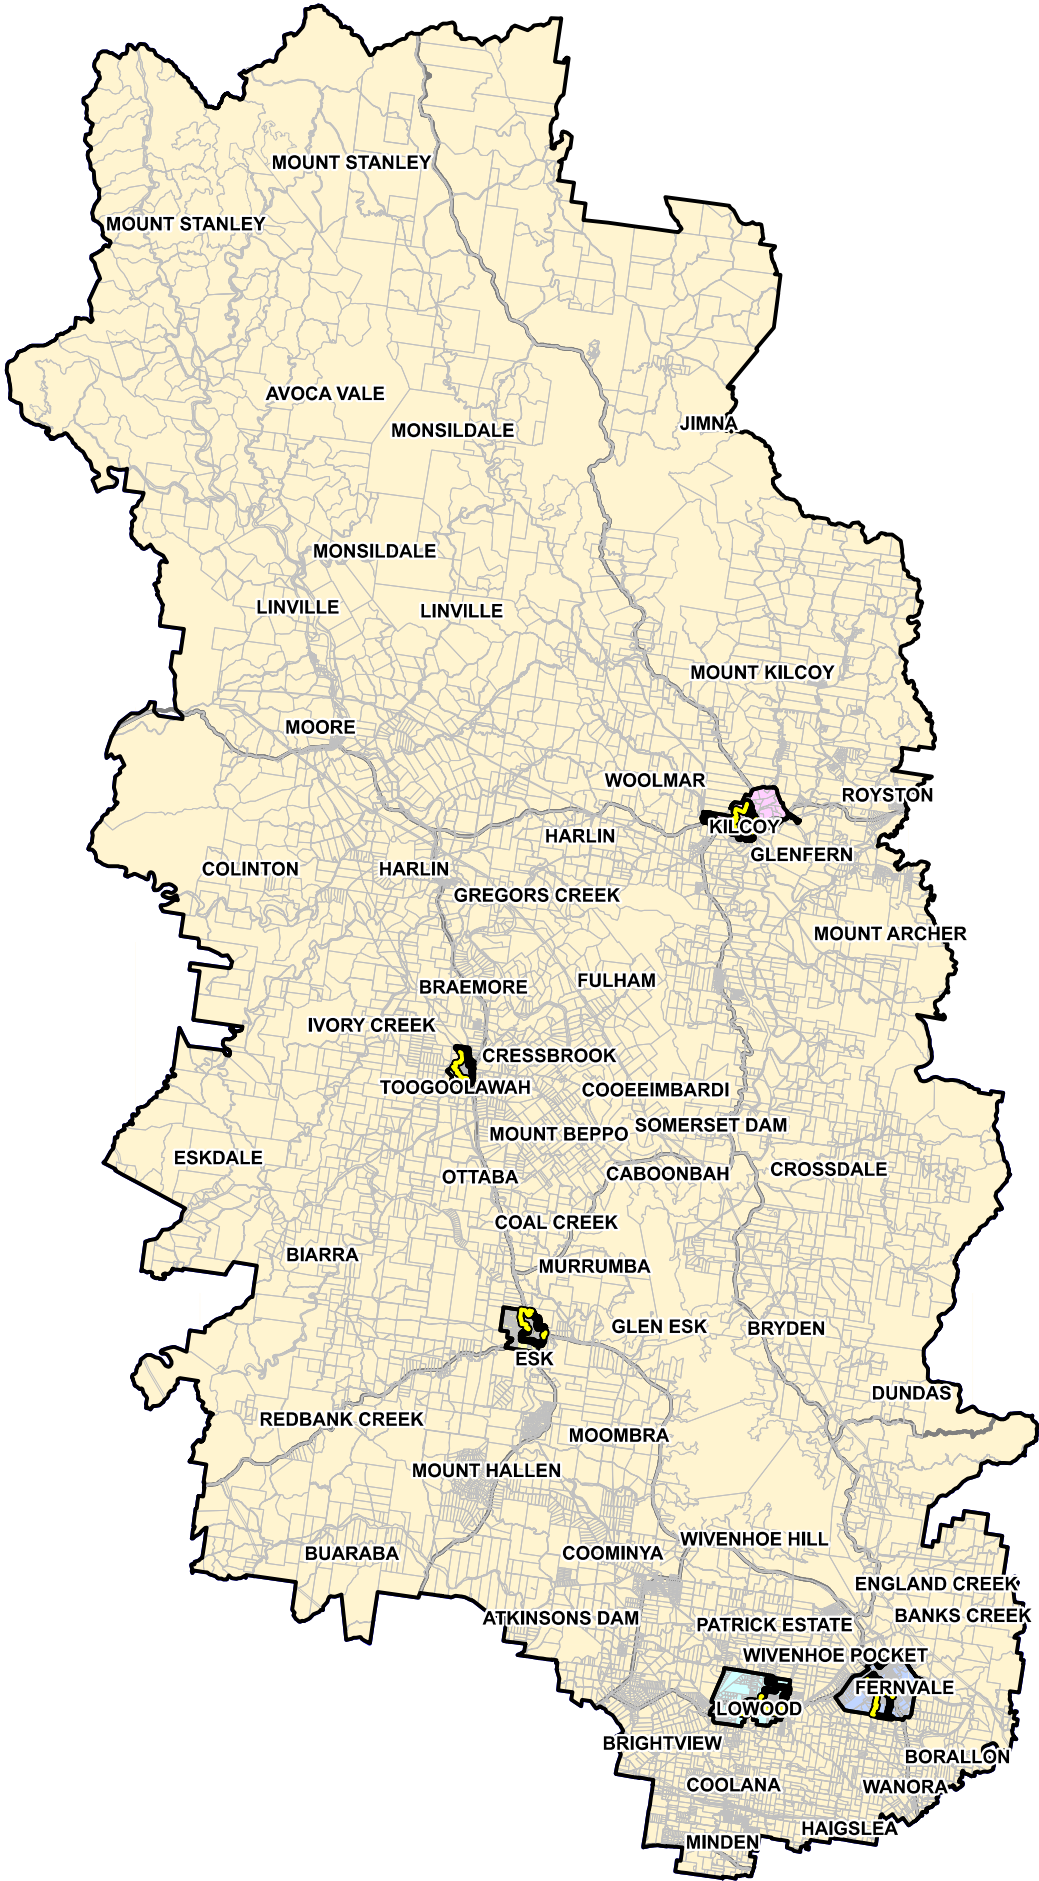 MOUNT STANLEY
MOUNT STANLEY
AVOCA VALE
JIMNA
MONSILDALE
MONSILDALE
LINVILLE
LINVILLE
MOUNT KILCOY
MOORE
WOOLMAR
ROYSTON
KILCOY
HARLIN
GLENFERN
COLINTON
HARLIN
GREGORS CREEK
MOUNT ARCHER
FULHAM
BRAEMORE
IVORY CREEK
CRESSBROOK
TOOGOOLAWAH
COOEEIMBARDI
SOMERSET DAM
MOUNT BEPPO
ESKDALE
CROSSDALE
OTTABA
CABOONBAH
COAL CREEK
BIARRA
MURRUMBA
GLEN ESK
BRYDEN
ESK
DUNDAS
REDBANK CREEK
MOOMBRA
MOUNT HALLEN
WIVENHOE HILL
BUARABA
COOMINYA
ENGLAND CREEK
BANKS CREEK
ATKINSONS DAM
PATRICK ESTATE
WIVENHOE POCKET
FERNVALE
LOWOOD
BRIGHTVIEW
BORALLON
COOLANA
WANORA
HAIGSLEA
MINDEN